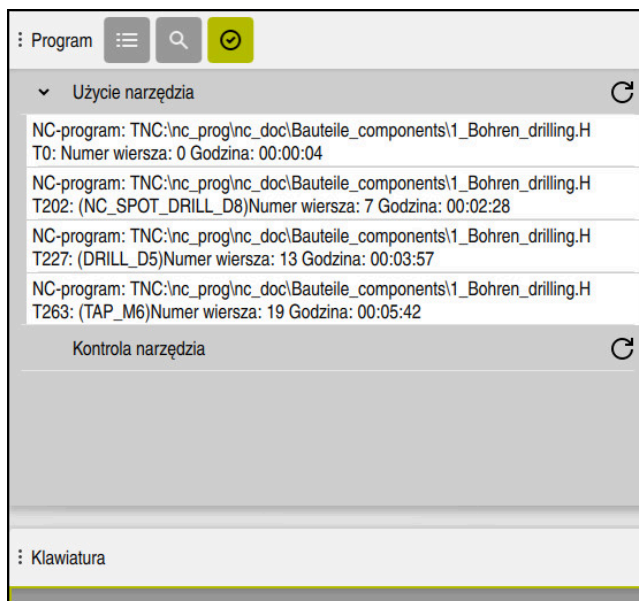 Program
Użycie narzędzia
NC-program: TNC:\nc_prog\nc_doc\Bauteile_components\1_Bohren_drilling.H
T0: Numer wiersza: 0 Godzina: 00:00:04
NC-program: TNC:\nc_prog\nc_doc\Bauteile_components\1_Bohren_drilling.H
T202: (NC_SPOT_DRILL_D8)Numer wiersza: 7 Godzina: 00:02:28
NC-program: TNC:\nc_prog\nc_doc\Bauteile_components\1_Bohren_drilling.H
T227: (DRILL_D5)Numer wiersza: 13 Godzina: 00:03:57
NC-program: TNC:\nc_prog\nc_doc\Bauteile_components\1_Bohren_drilling.H
T263: (TAP_M6)Numer wiersza: 19 Godzina: 00:05:42
Kontrola narzędzia
Klawiatura